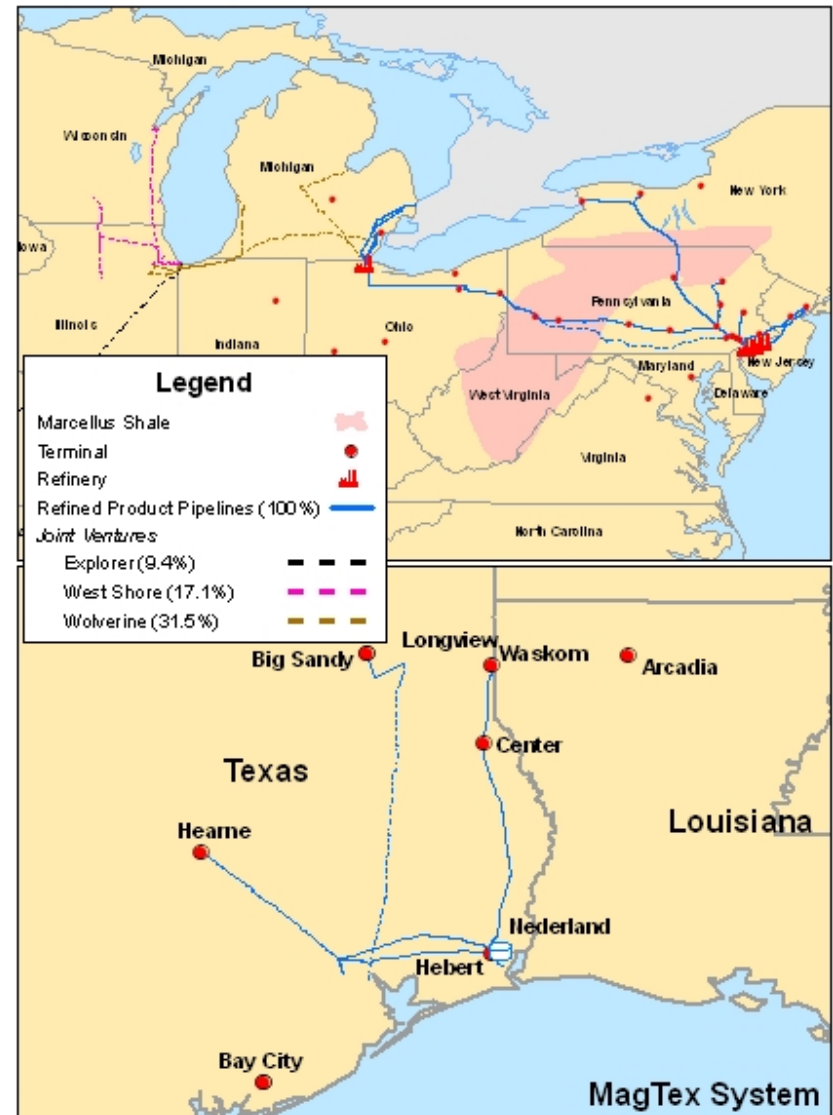 Michigan
Wisconsin
Michigan
New York
Iowa
Illinois
Indiana
Ohio
Pennsylvania
New Jersey
Maryland
Delaware
West Virginia
Virginia
North Carolina
Legend
Marcellus Shale
Terminal
Refinery
Refined Product Pipelines (100%)
Joint Ventures
Explorer (9.4%)
West Shore (17.1%)
Wolverine (31.5%)
Longview
Big Sandy
Waskom
Arcadia
Center
Texas
Louisiana
Hearne
Nederland
Hebert
Bay City
MagTex System